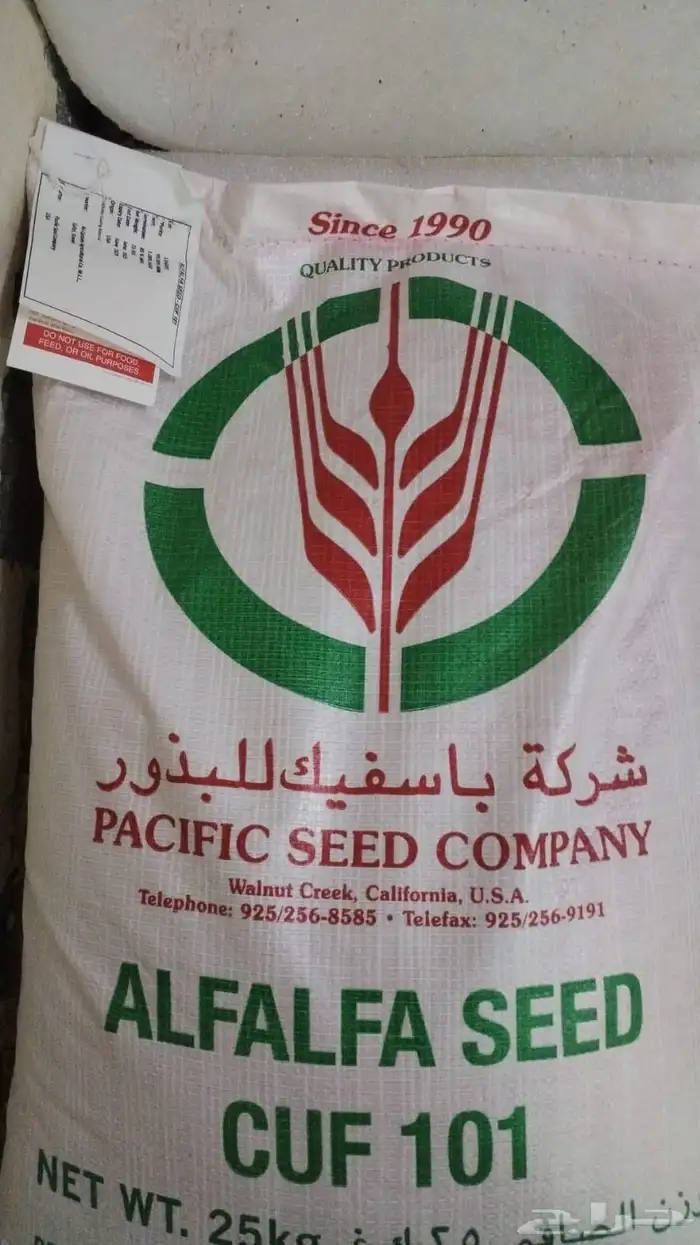 Since 1990
QUALITY PRODUCTS
DO NOT USE FOR FOOD,
FEED, OR OIL PURPOSES
شركة باسفيك للبذور
PACIFIC SEED COMPANY
Walnut Creek, California, U.S.A.
Telephone: 925/256-8585 • Telefax: 925/256-9191
ALFALFA SEED
CUF 101
NET WT. 25kg
حراج